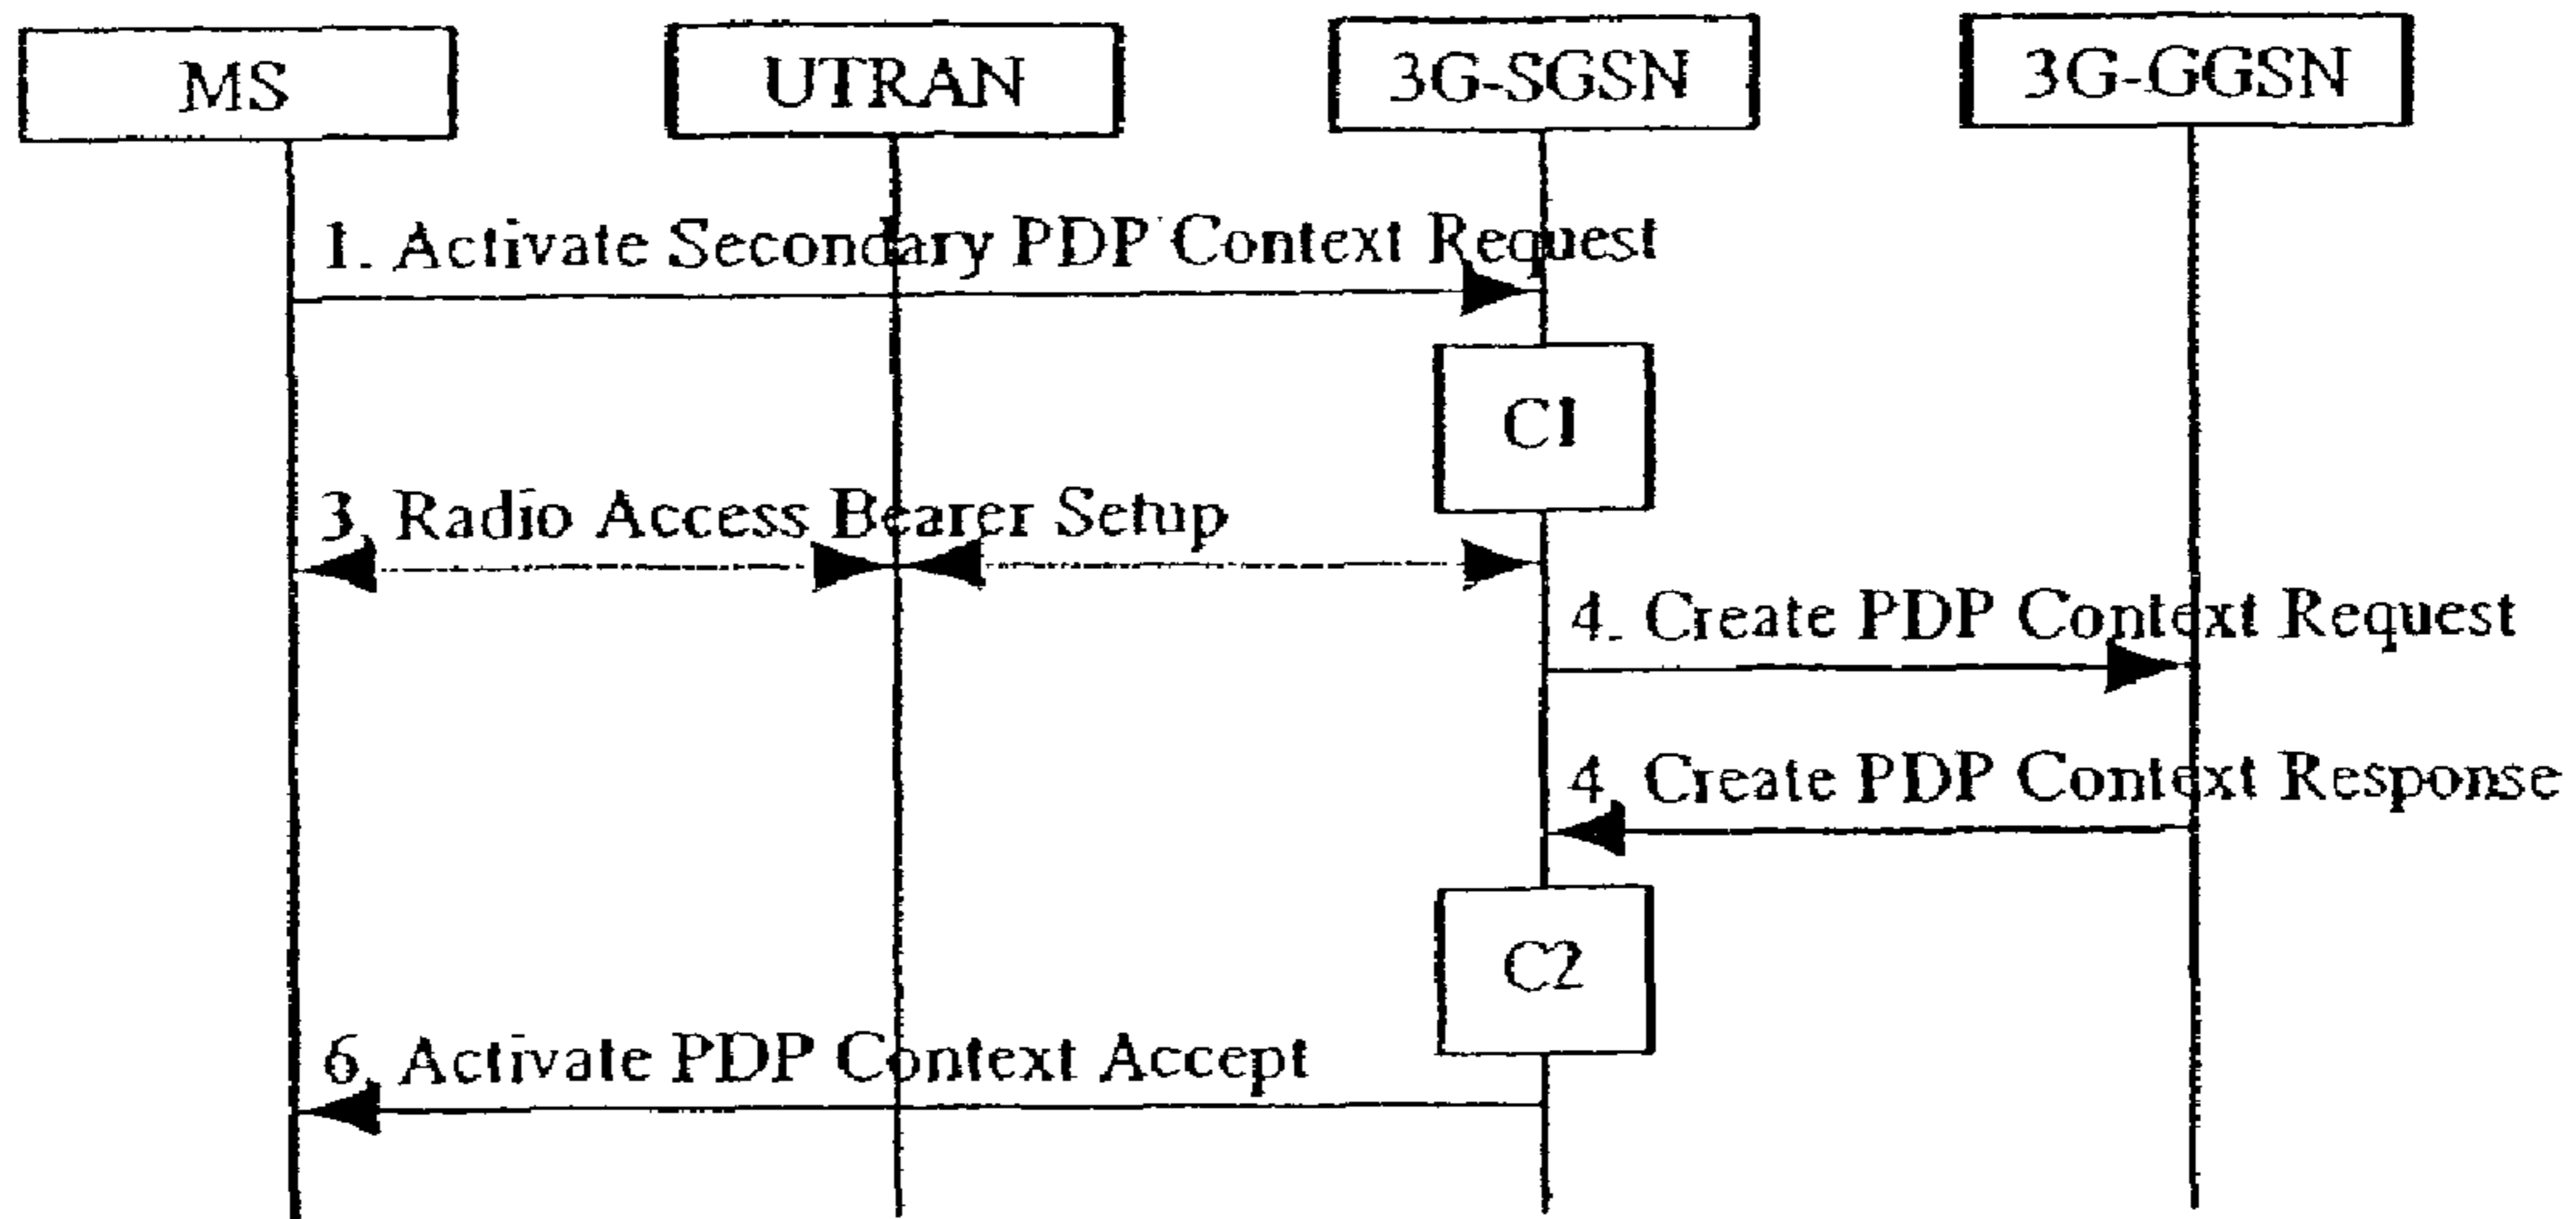 MS
UTRAN
3G-SGSN
3G-GGSN
1. Activate Secondary PDP Context Request
C1
3, Radio Access Bearer Setup
4. Create PDP Context Request
4, Create PDP Context Response
C2
6, Activate PDP Context Accept